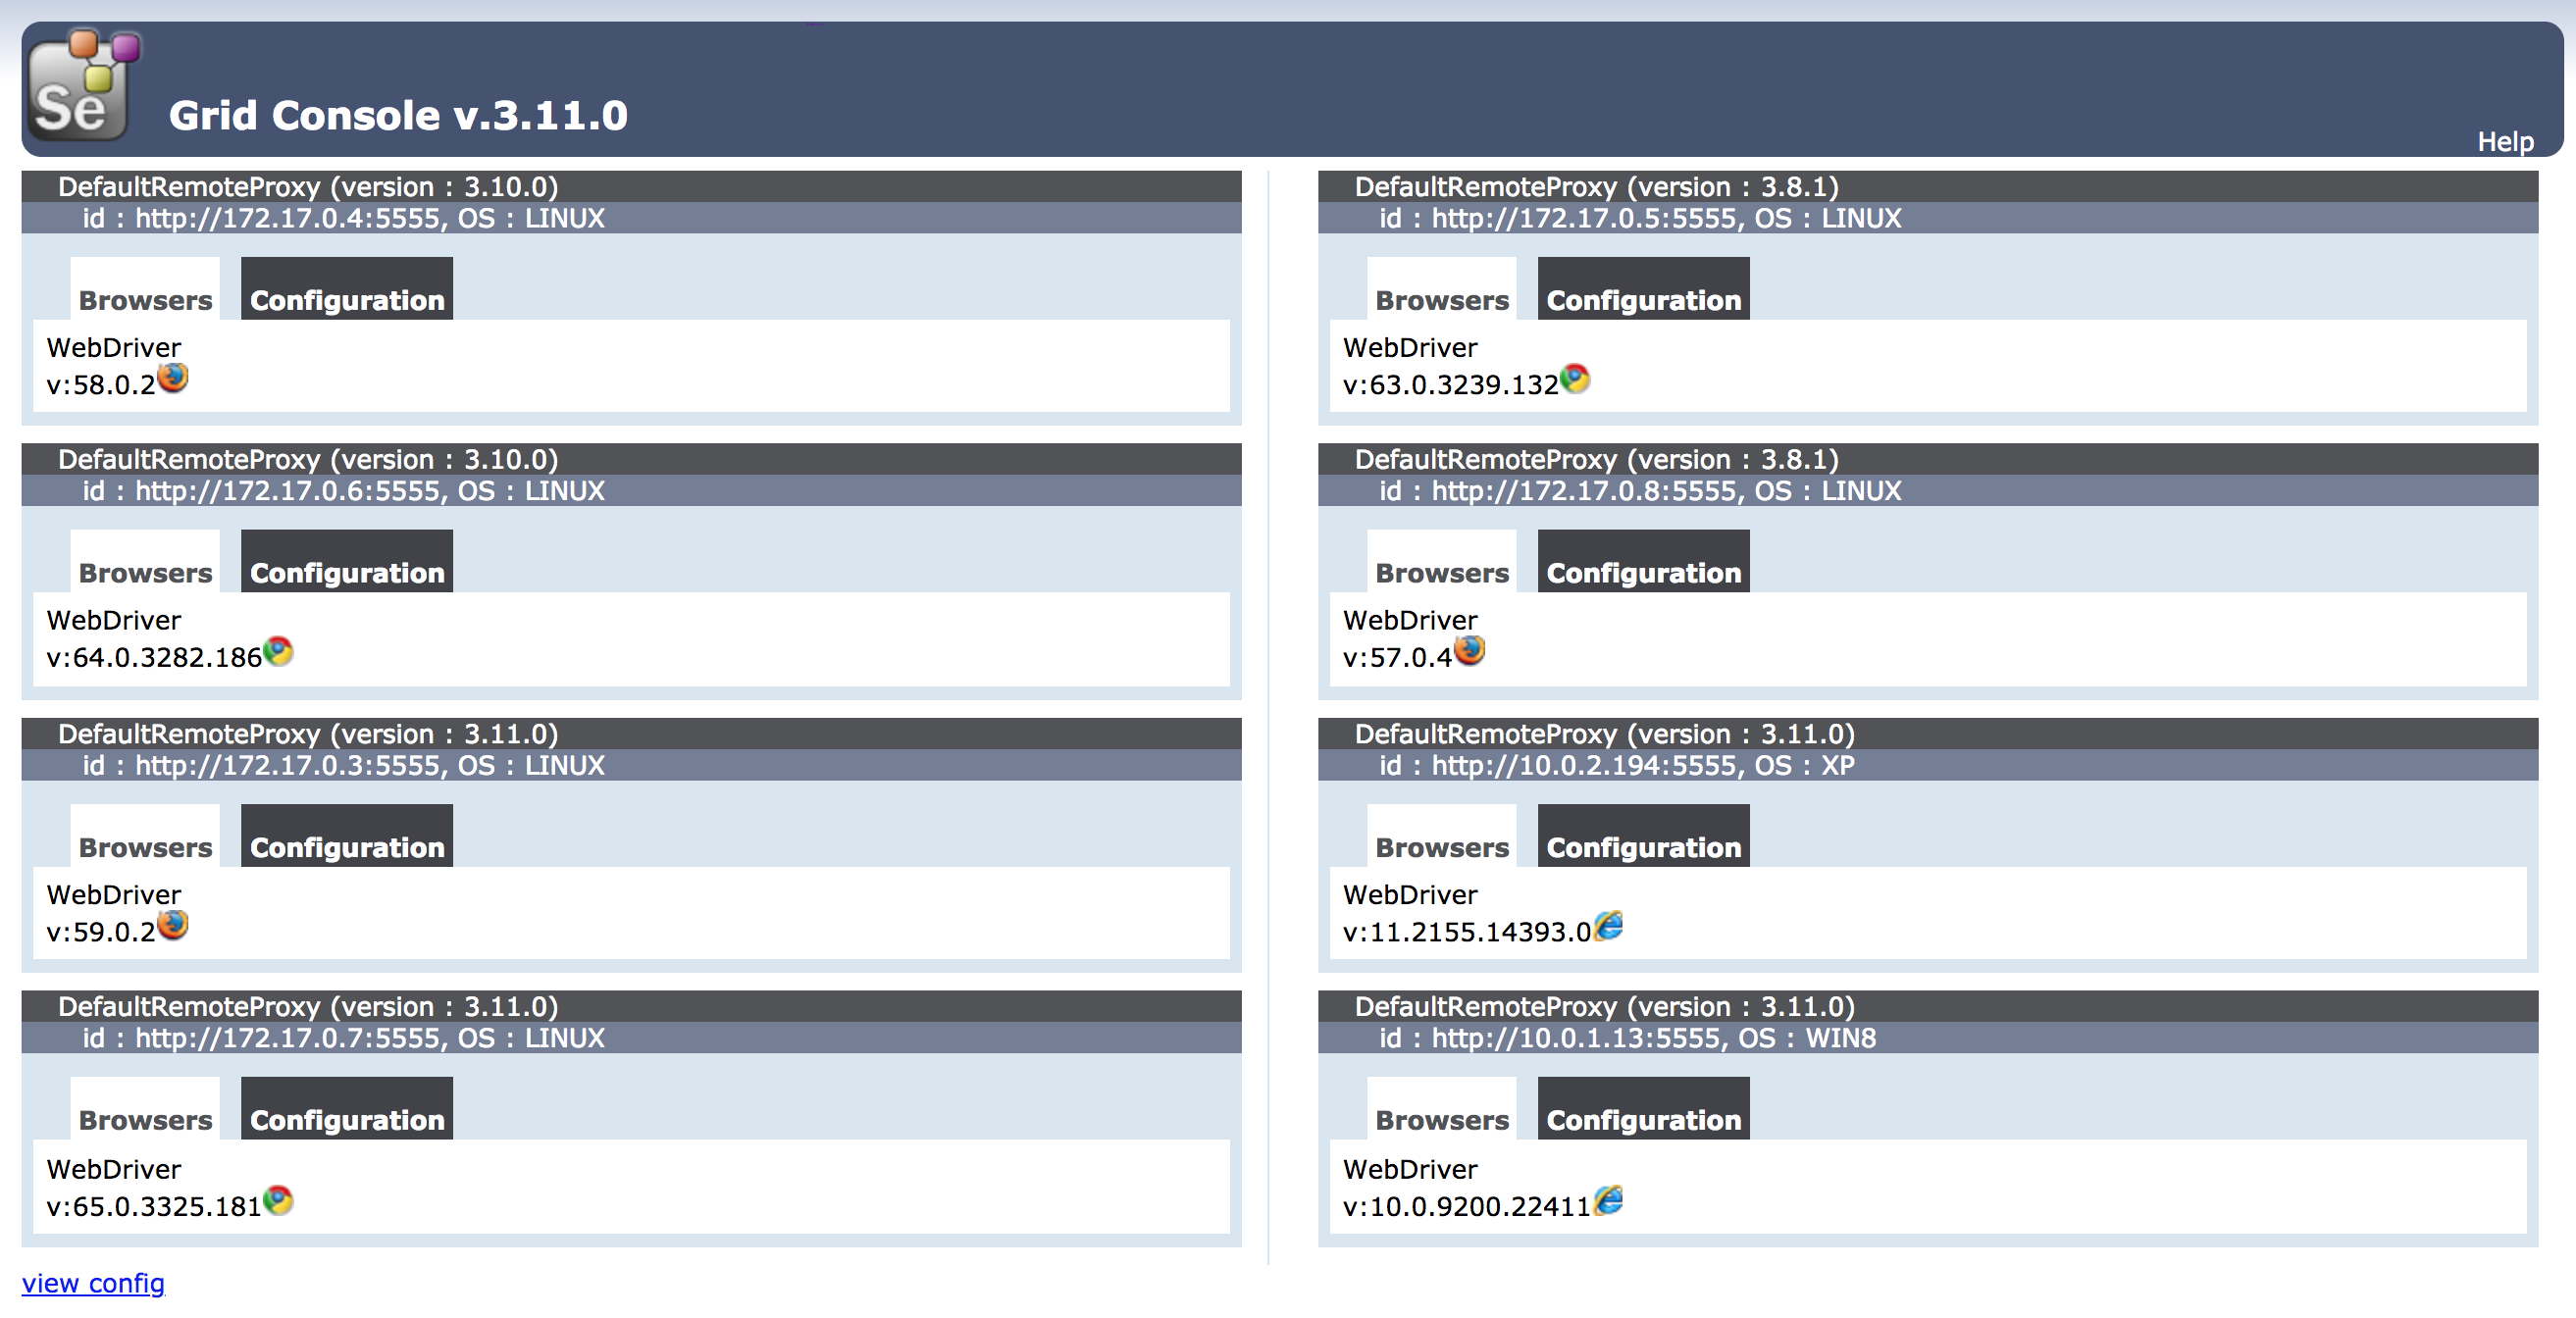 Se
Grid Console v.3.11.0
Help
DefaultRemoteProxy (version : 3.10.0)
id : http://172.17.0.4:5555, OS : LINUX
Browsers Configuration
WebDriver
v:58.0.2
DefaultRemoteProxy (version : 3.10.0)
id : http://172.17.0.6:5555, OS : LINUX
Browsers Configuration
WebDriver
v:64.0.3282.186
DefaultRemoteProxy (version : 3.11.0)
id : http://172.17.0.3:5555, OS : LINUX
Browsers Configuration
WebDriver
v:59.0.2
DefaultRemoteProxy (version : 3.11.0)
id : http://172.17.0.7:5555, OS : LINUX
Browsers Configuration
WebDriver
v:65.0.3325.181
DefaultRemoteProxy (version : 3.8.1)
id : http://172.17.0.5:5555, OS : LINUX
Browsers Configuration
WebDriver
v:63.0.3239.132
DefaultRemoteProxy (version : 3.8.1)
id : http://172.17.0.8:5555, OS : LINUX
Browsers Configuration
WebDriver
v:57.0.4
DefaultRemoteProxy (version : 3.11.0)
id : http://10.0.2.194:5555, OS : XP
Browsers Configuration
WebDriver
v:11.2155.14393.0
DefaultRemoteProxy (version : 3.11.0)
id : http://10.0.1.13:5555, OS : WIN8
Browsers Configuration
WebDriver
v:10.0.9200.22411
view config